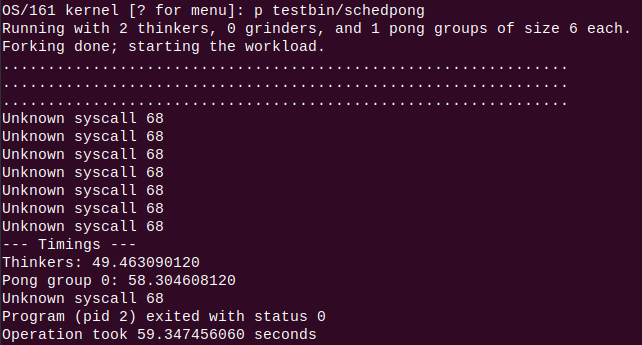 OS/161 kernel [? for menu]: p testbin/schedpong
Running with 2 thinkers, 0 grinders, and 1 pong groups of size 6 each.
Forking done; starting the workload.
...............................................................
...............................................................
...............................................................
Unknown syscall 68
Unknown syscall 68
Unknown syscall 68
Unknown syscall 68
Unknown syscall 68
Unknown syscall 68
Unknown syscall 68
--- Timings ---
Thinkers: 49.463090120
Pong group 0: 58.304608120
Unknown syscall 68
Program (pid 2) exited with status 0
Operation took 59.347456060 seconds